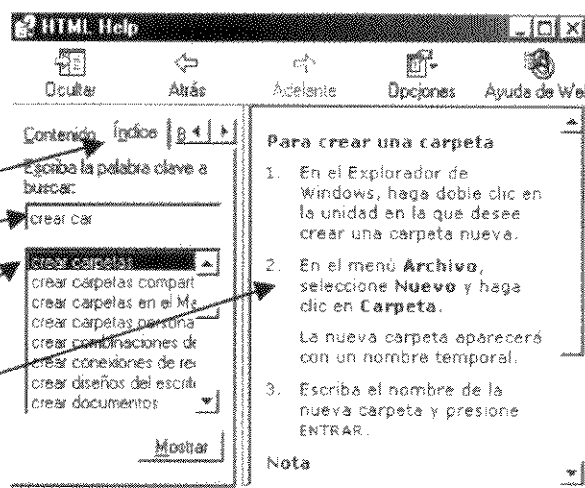 HTML Help
Ocultar Atrás Adelante Opciones Ayuda de We
Contenido Índice B
Escriba la palabra clave a
buscar:
crear car
crear carpetas
crear carpetas compart
crear carpetas en el Me
crear carpetas persona
crear combinaciones de
crear conexiones de re
crear diseños del escrit
crear documentos
Mostrar
Para crear una carpeta
1. En el Explorador de
Windows, haga doble clic en
la unidad en la que desee
crear una carpeta nueva.
2. En el menú Archivo,
seleccione Nuevo y haga
clic en Carpeta.
La nueva carpeta aparecerá
con un nombre temporal.
3. Escriba el nombre de la
nueva carpeta y presione
ENTRAR.
Nota